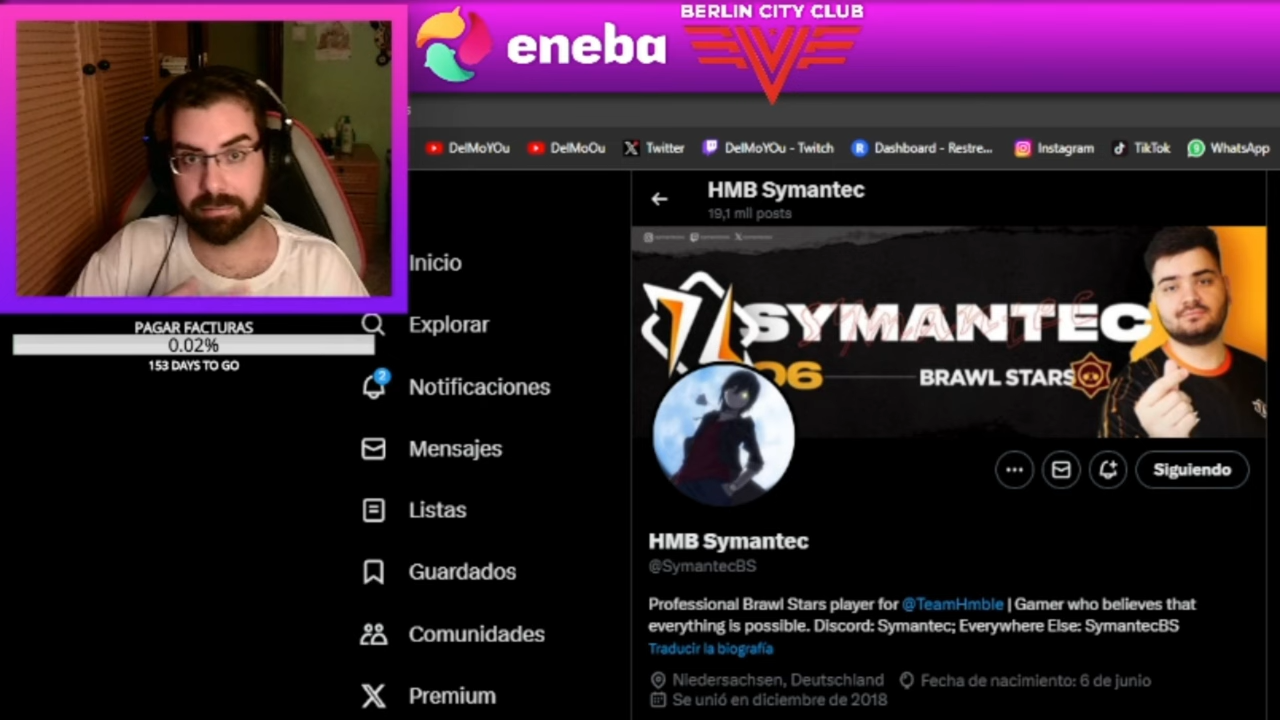 BERLIN CITY CLUB
eneba
DelMoYOu
DelMoOu
Twitter
DelMoYOu - Twitch
Dashboard - Restre...
Instagram
TikTok
WhatsApp
HMB Symantec
19,1 mil posts
PAGAR FACTURAS
0.02%
153 DAYS TO GO
Inicio
Explorar
2
Notificaciones
Mensajes
Listas
Guardados
Comunidades
Premium
SYMANTEC
06
BRAWL STARS
Siguiendo
HMB Symantec
@SymantecBS
Professional Brawl Stars player for @TeamHmble | Gamer who believes that
everything is possible. Discord: Symantec; Everywhere Else: SymantecBS
Traducir la biografía
Niedersachsen, Deutschland
Fecha de nacimiento: 6 de junio
Se unió en diciembre de 2018